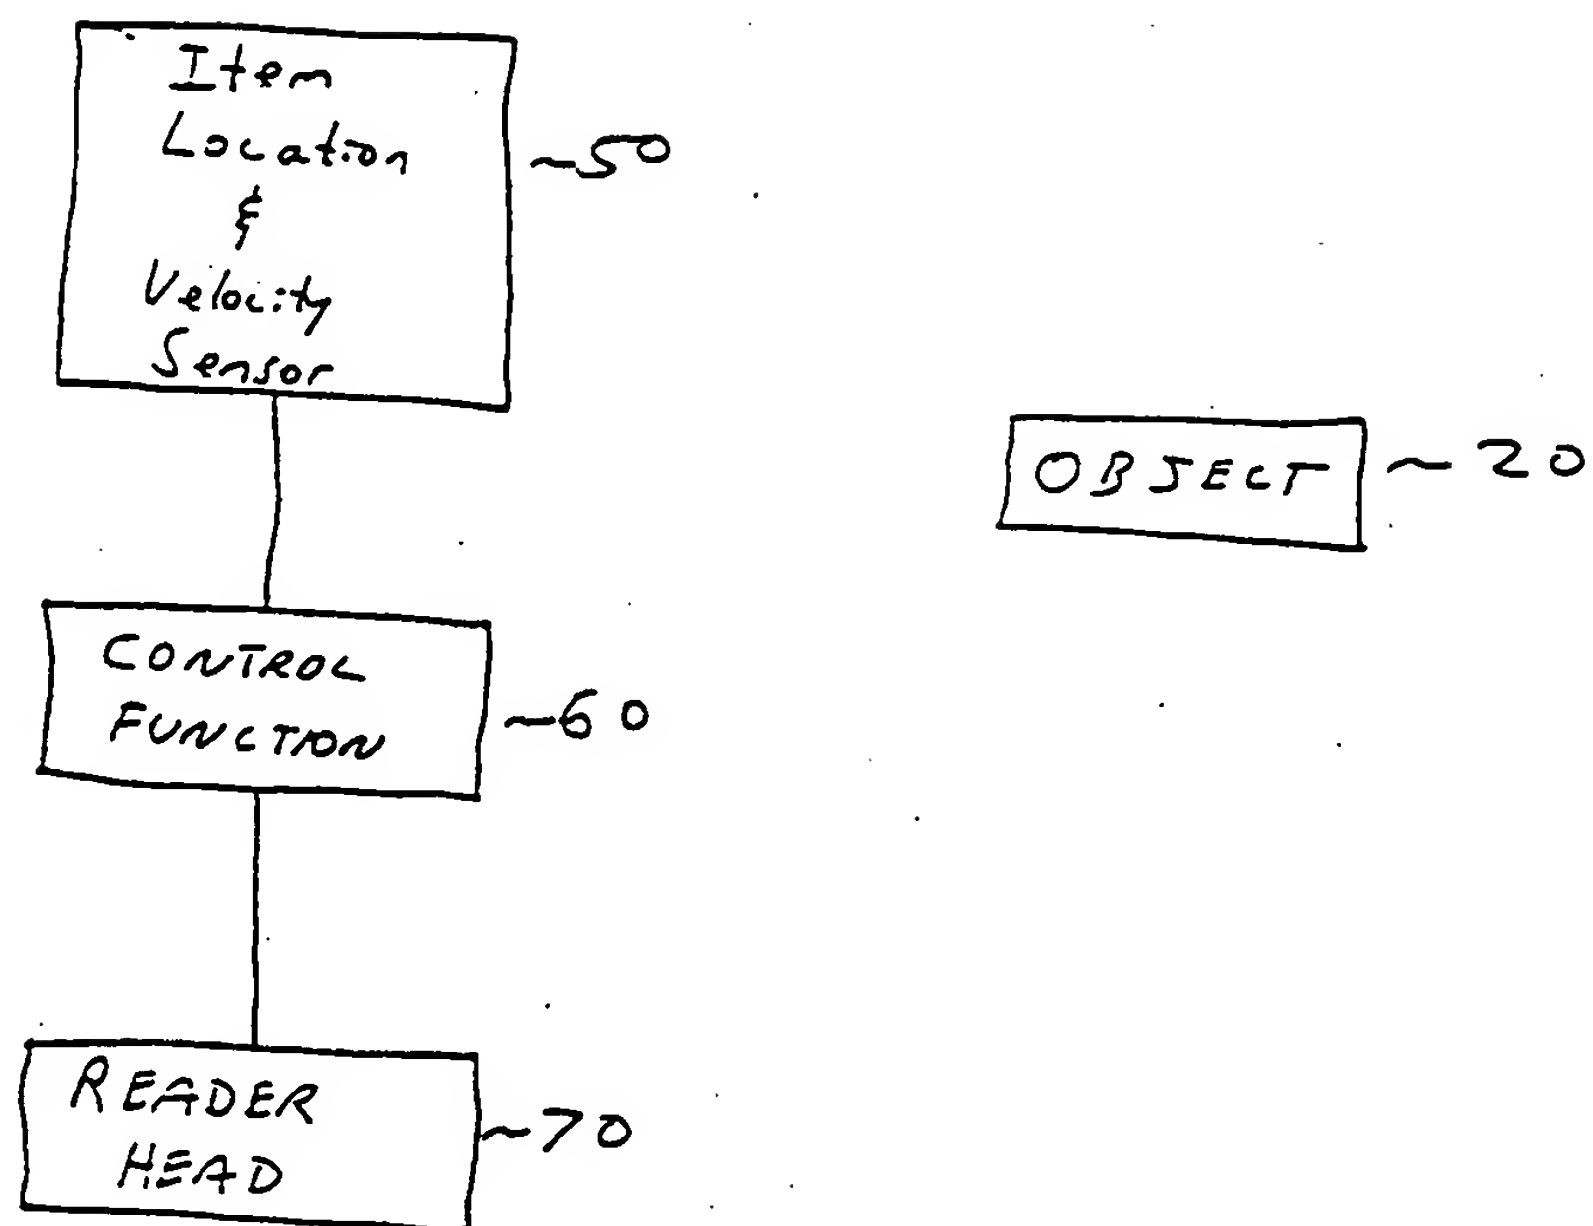 Item
Location
&
Velocity
Sensor
~50
OBJECT ~20
CONTROL
FUNCTION
~60
READER
HEAD
~70